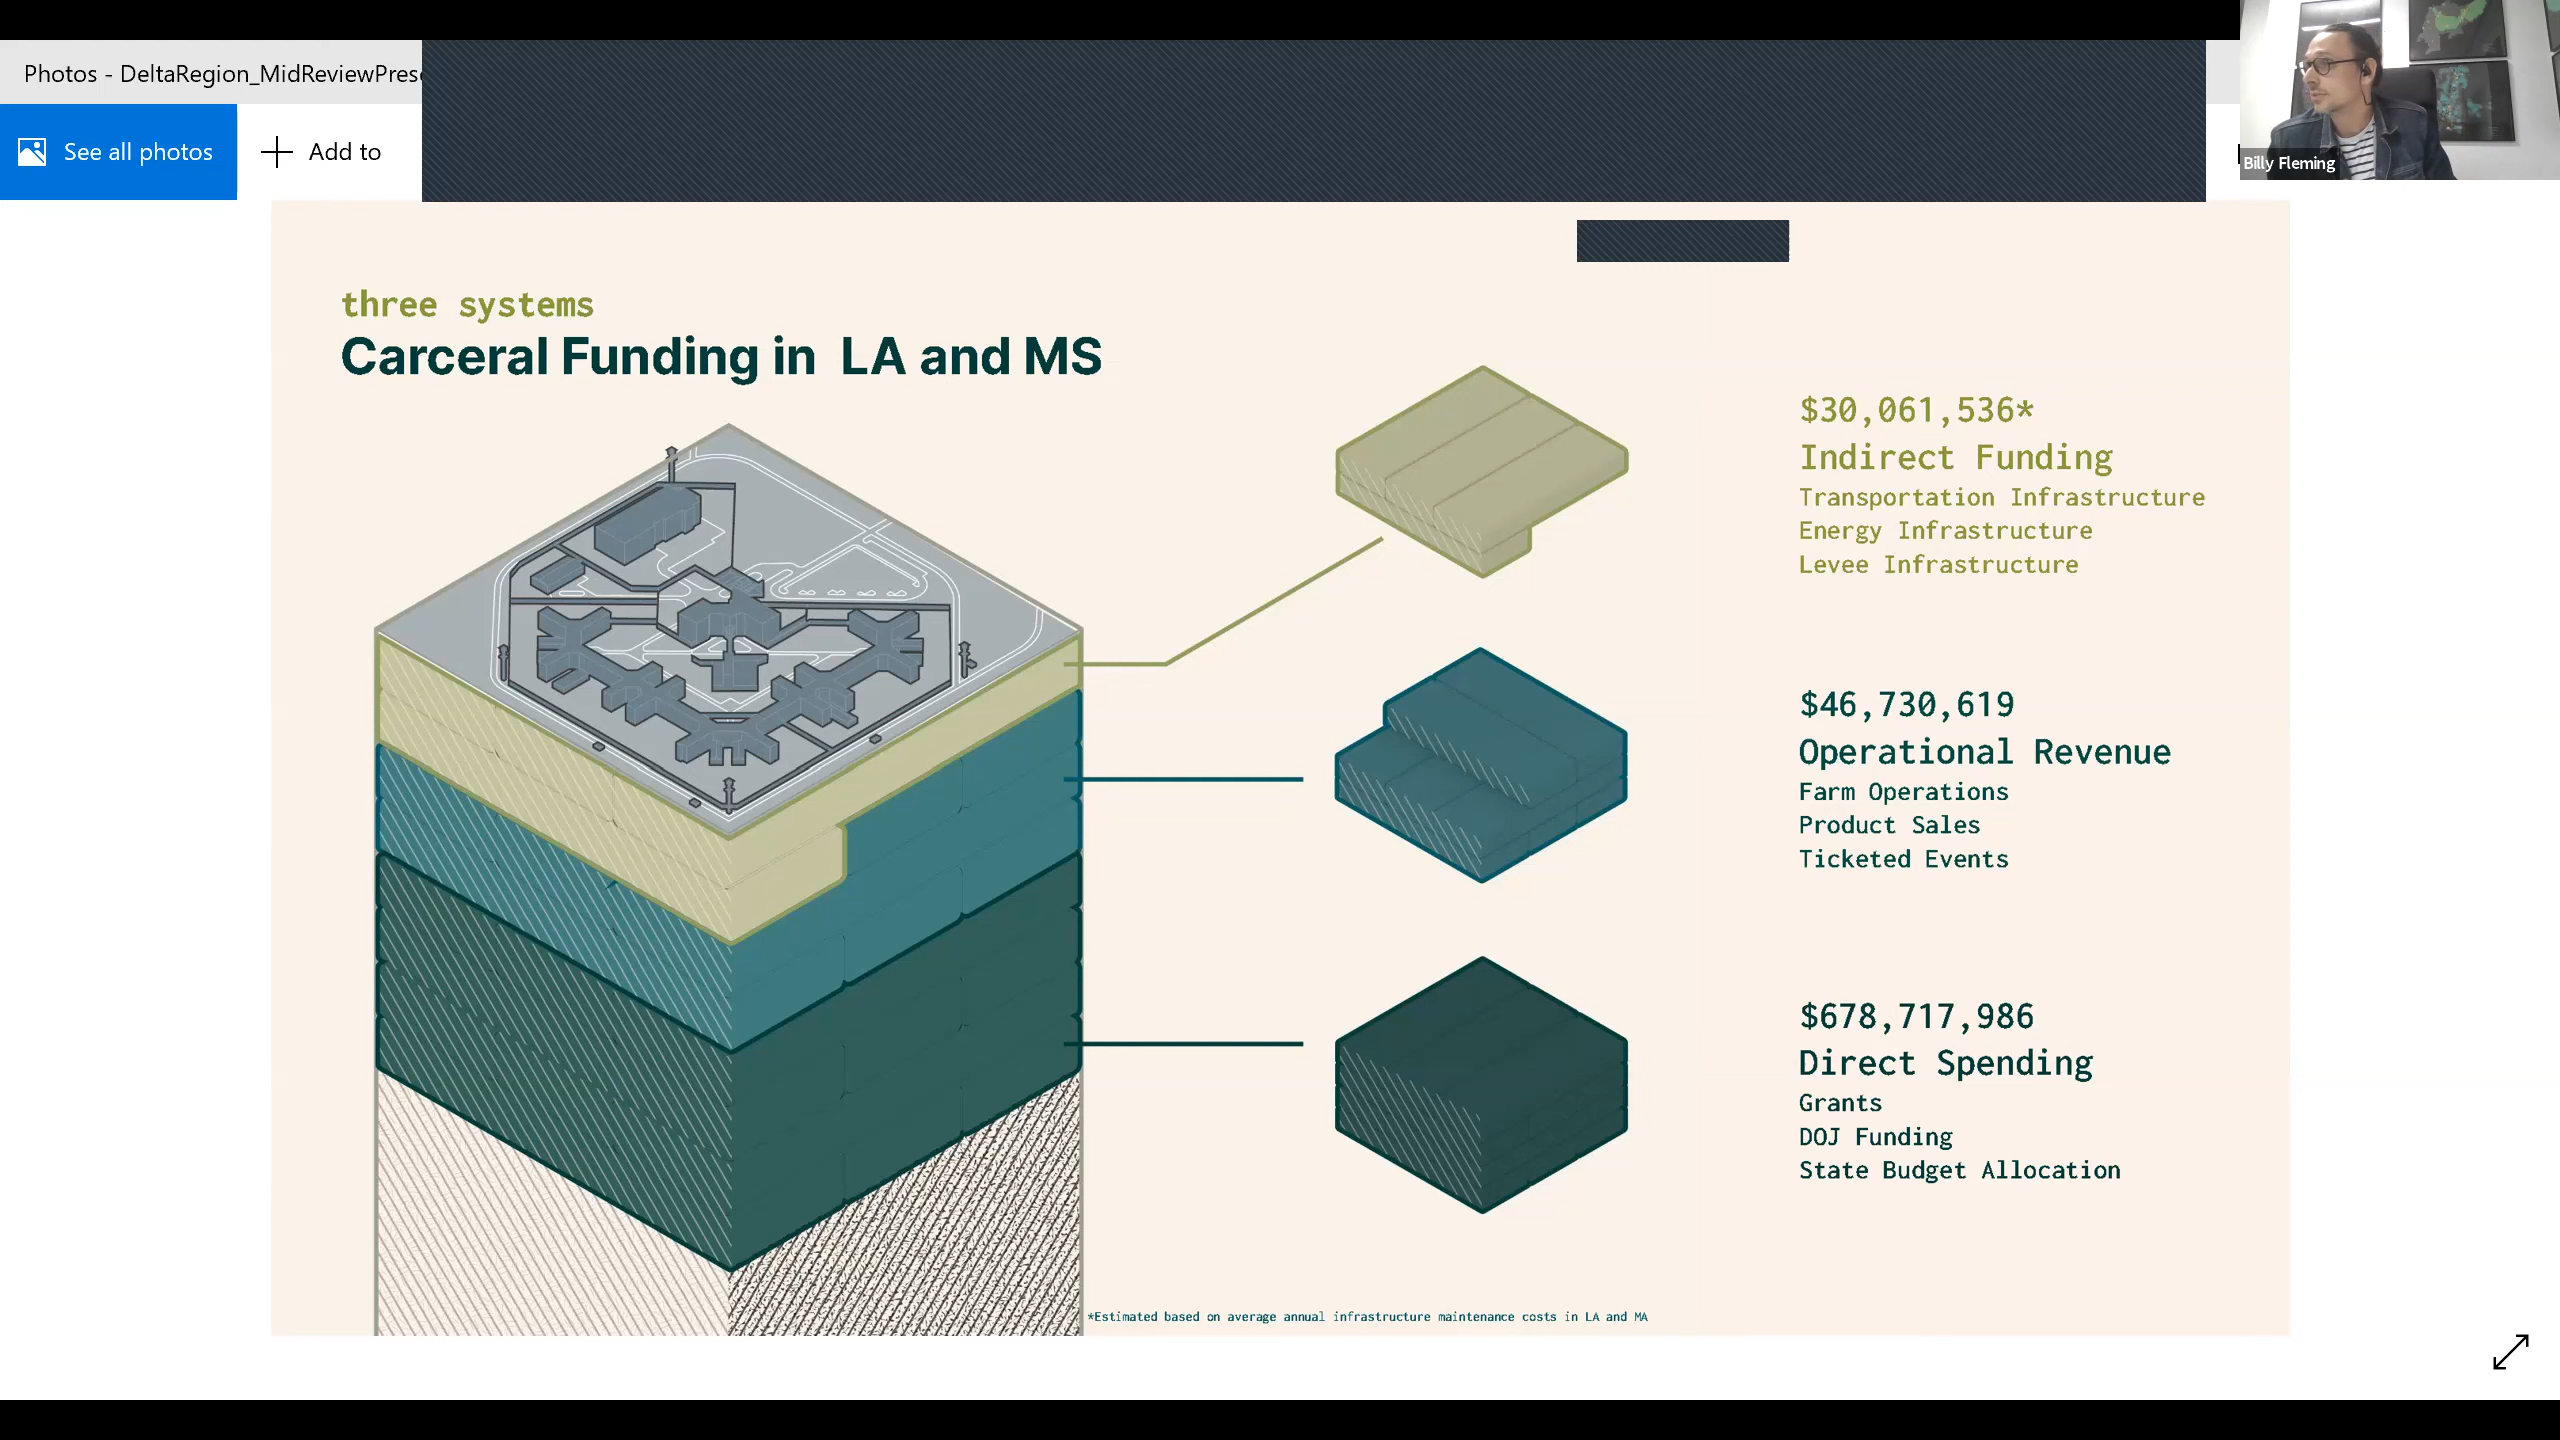 Photos - DeltaRegion_MidReviewPres
See all photos
Add to
Billy Fleming
three systems
Carceral Funding in LA and MS
$30,061,536*
Indirect Funding
Transportation Infrastructure
Energy Infrastructure
Levee Infrastructure
$46,730,619
Operational Revenue
Farm Operations
Product Sales
Ticketed Events
$678,717,986
Direct Spending
Grants
DOJ Funding
State Budget Allocation
*Estimated based on average annual infrastructure maintenance costs in LA and MA